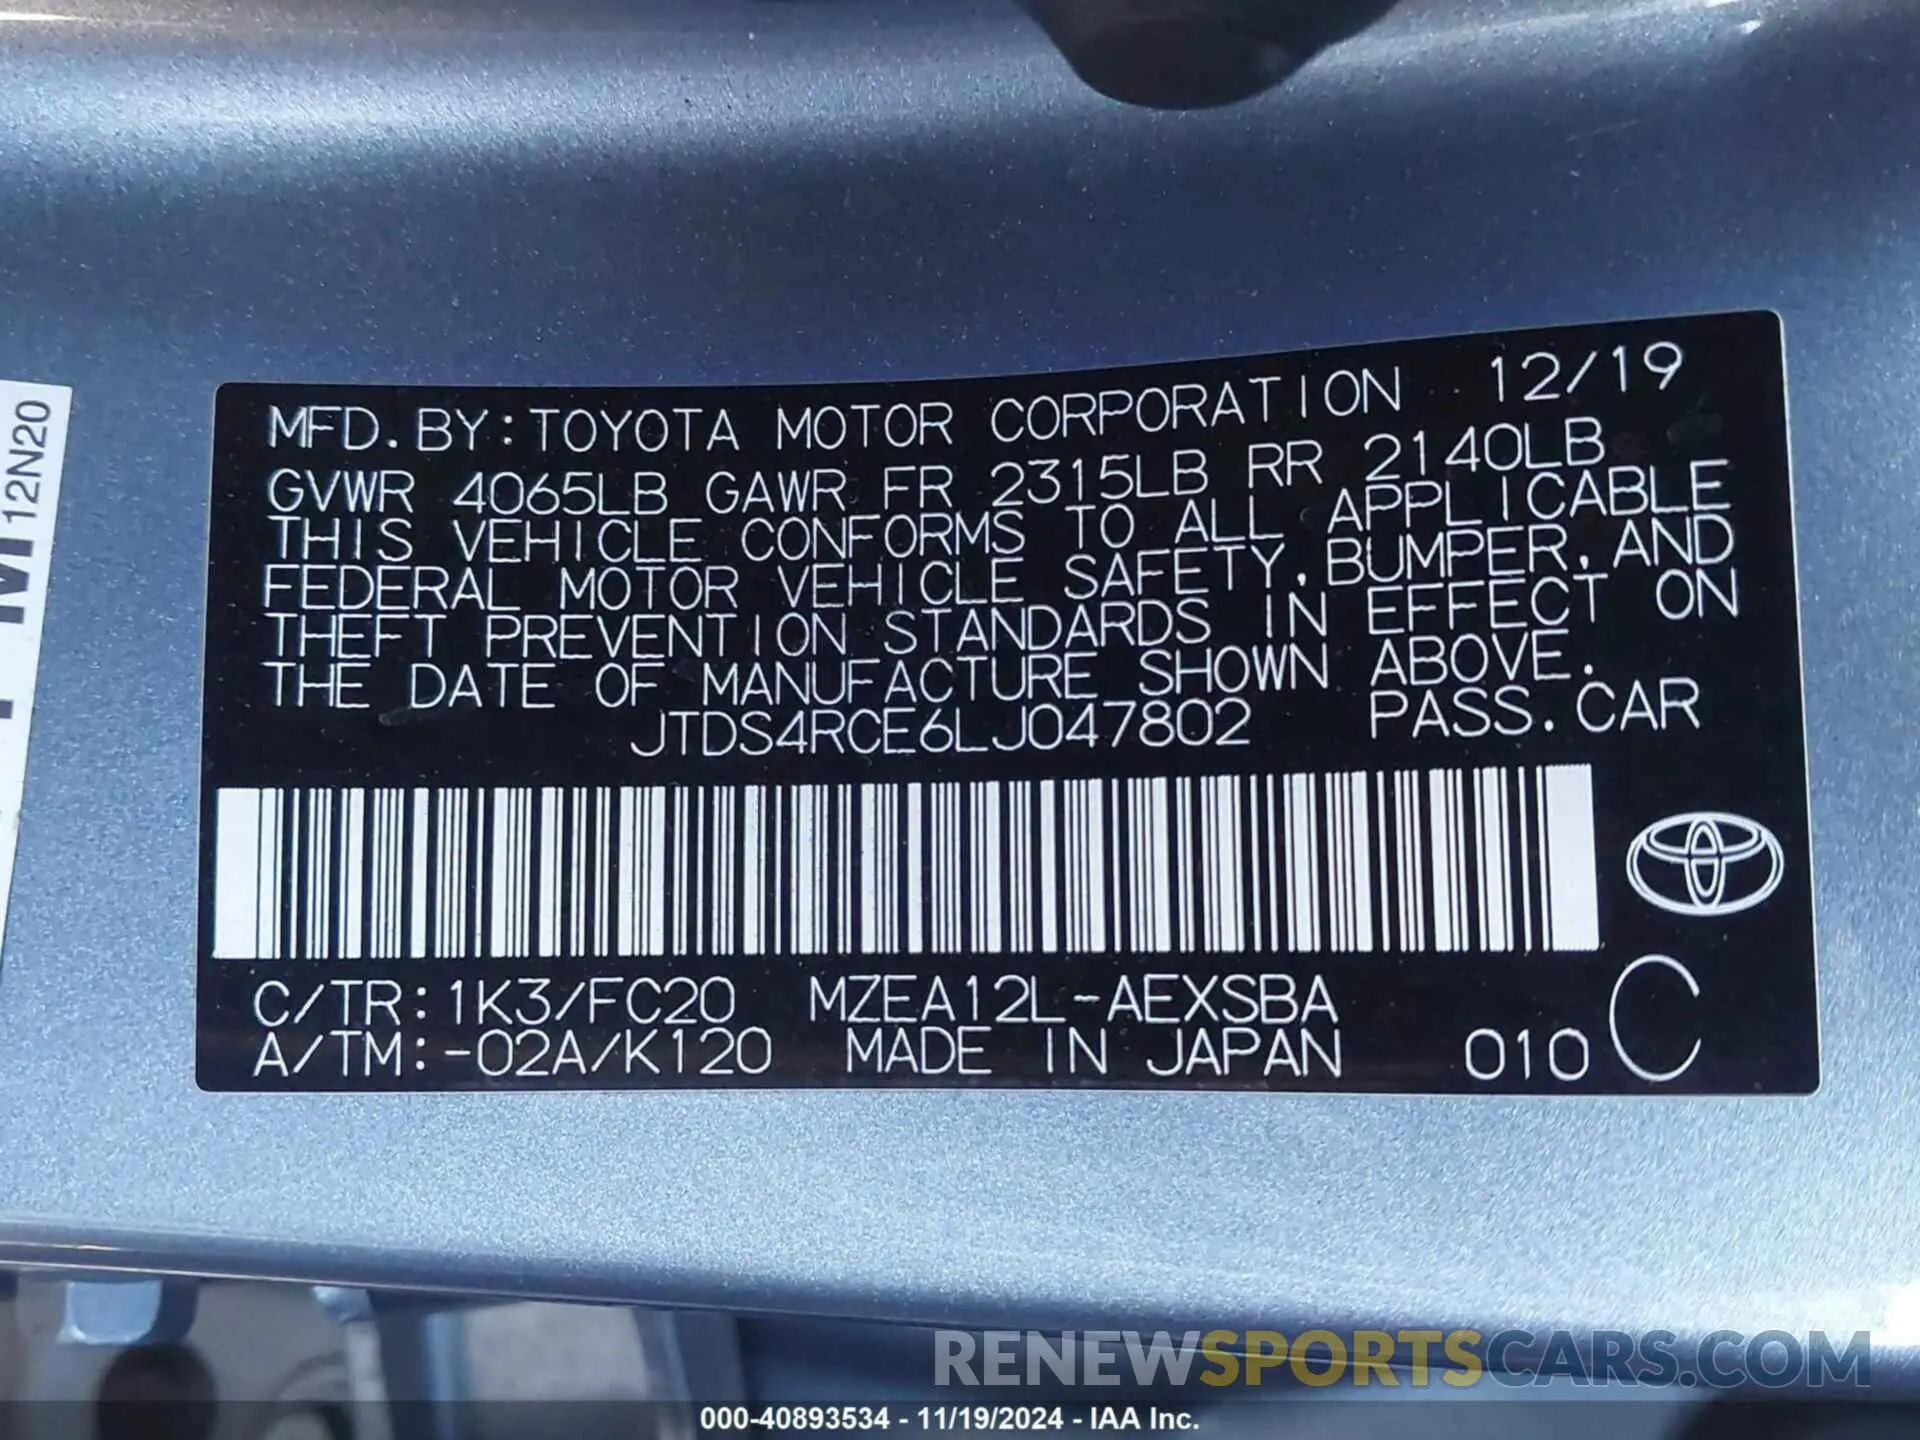 MFD. BY: TOYOTA MOTOR CORPORATION 12/19
GVWR 4065LB GAWR FR 2315LB RR 2140LB
THIS VEHICLE CONFORMS TO ALL APPLICABLE
FEDERAL MOTOR VEHICLE SAFETY, BUMPER, AND
THEFT PREVENTION STANDARDS IN EFFECT ON
THE DATE OF MANUFACTURE SHOWN ABOVE.
JTDS4RCE6LJ047802 PASS. CAR
C/TR: 1K3/FC20 MZEA12L-AEXSBA
A/TM: -02A/K120 MADE IN JAPAN 010 C
12N20
RENEWSPORTSCARS.COM
000-40893534 - 11/19/2024 - IAA Inc.